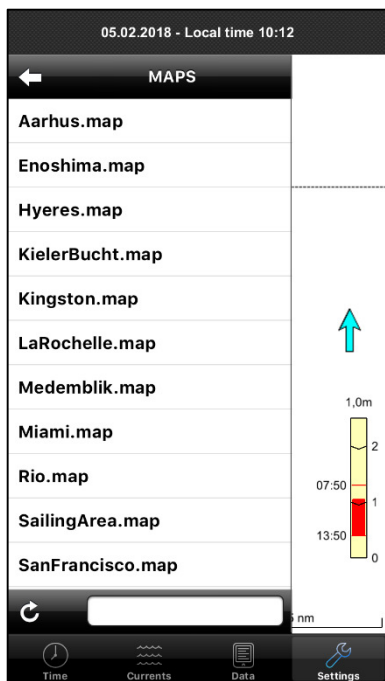 05.02.2018 - Local time 10:12
MAPS
Aarhus.map
Enoshima.map
Hyeres.map
KielerBucht.map
Kingston.map
LaRochelle.map
Medemblik.map
Miami.map
Rio.map
SailingArea.map
SanFrancisco.map
1,0m
2
07:50
1
13:50
0
nm
Time
Currents
Data
Settings